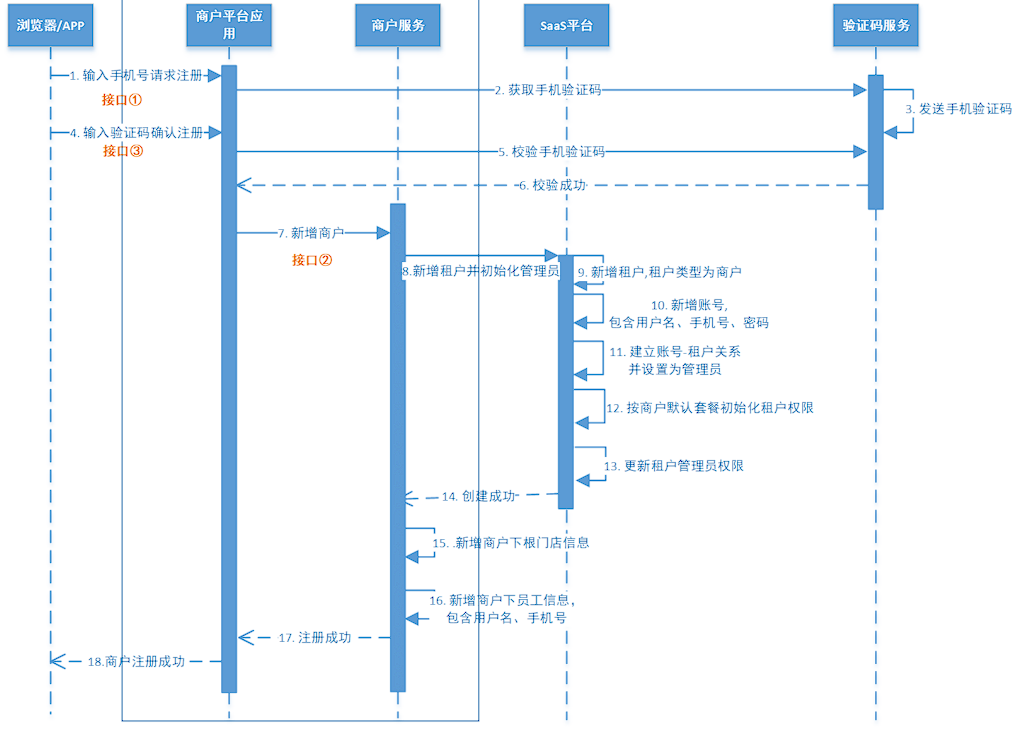 浏览器/APP
商户平台应
用
商户服务
SaaS平台
验证码服务
1. 输入手机号请求注册
接口①
2. 获取手机验证码
3. 发送手机验证码
4. 输入验证码确认注册
接口③
5. 校验手机验证码
6. 校验成功
7. 新增商户
接口②
8.新增租户并初始化管理员
9. 新增租户,租户类型为商户
10. 新增账号,
包含用户名、手机号、密码
11. 建立账号-租户关系
并设置为管理员
12. 按商户默认套餐初始化租户权限
13. 更新租户管理员权限
14. 创建成功
15. .新增商户下根门店信息
16. 新增商户下员工信息，
包含用户名、手机号
17. 注册成功
18.商户注册成功